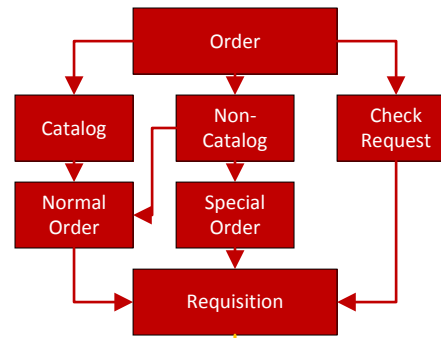 Order
Catalog
Non-
Catalog
Check
Request
Normal
Order
Special
Order
Requisition